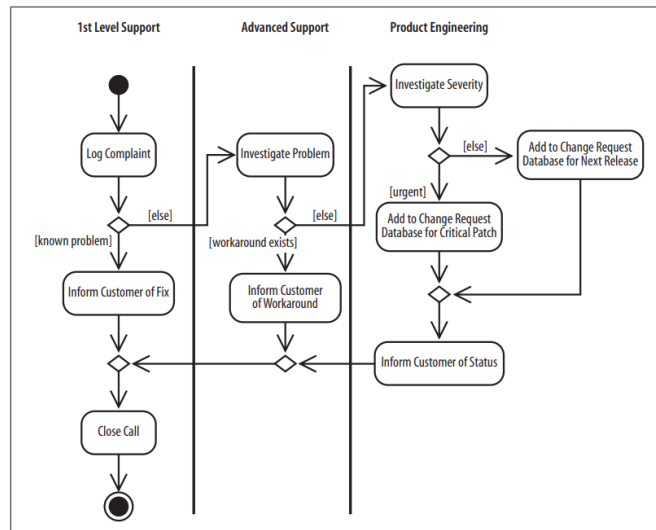 1st Level Support
Advanced Support
Product Engineering
Investigate Severity
Log Complaint
Investigate Problem
[else]
Add to Change Request
Database for Next Release
[urgent]
[else]
[else]
[known problem]
[workaround exists]
Add to Change Request
Database for Critical Patch
Inform Customer of Fix
Inform Customer
of Workaround
Inform Customer of Status
Close Call